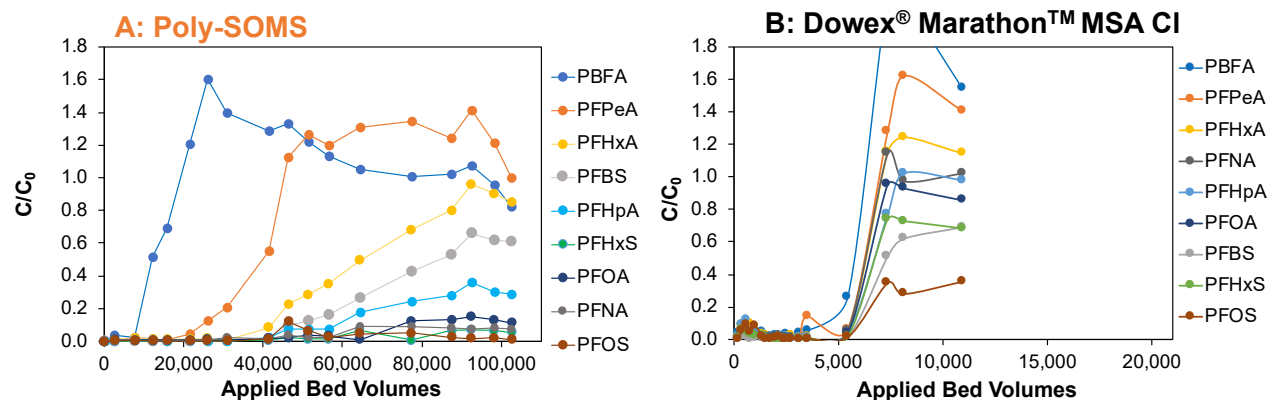 A: Poly-SOMS
C/C0
1.8
1.6
1.4
1.2
1.0
0.8
0.6
0.4
0.2
0.0
0
20,000
40,000
60,000
80,000
100,000
Applied Bed Volumes
PBFA
PFPeA
PFHxA
PFBS
PFHpA
PFHxS
PFOA
PFNA
PFOS
B: Dowex® Marathon™ MSA Cl
C/C0
1.8
1.6
1.4
1.2
1.0
0.8
0.6
0.4
0.2
0.0
0
5,000
10,000
15,000
20,000
Applied Bed Volumes
PBFA
PFPeA
PFHxA
PFNA
PFHpA
PFOA
PFBS
PFHxS
PFOS